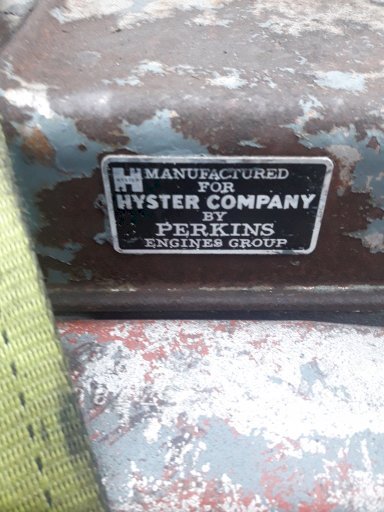 MANUFACTURED
FOR
HYSTER COMPANY
BY
PERKINS
ENGINES GROUP